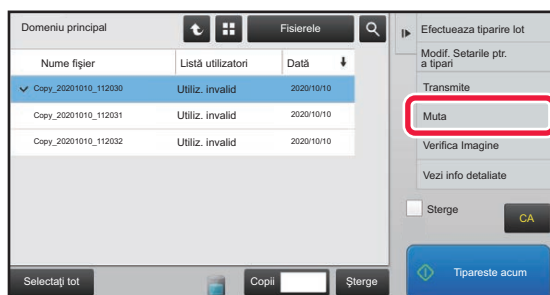 Domeniu principal
Fisierele
Nume fișier
Listă utilizatori
Dată
Copy_20201010_112030
Utiliz. invalid
2020/10/10
Copy_20201010_112031
Utiliz. invalid
2020/10/10
Copy_20201010_112032
Utiliz. invalid
2020/10/10
Selectaţi tot
Copii
Șterge
Efectueaza tiparire lot
Modif. Setarile ptr.
a tipari
Transmite
Muta
Verifica Imagine
Vezi info detaliate
Sterge
CA
Tipareste acum